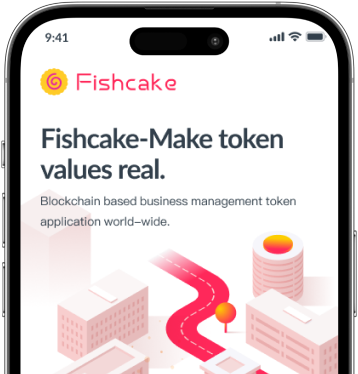 9:41
Fishcake
Fishcake-Make token
values real.
Blockchain based business management token
application world-wide.